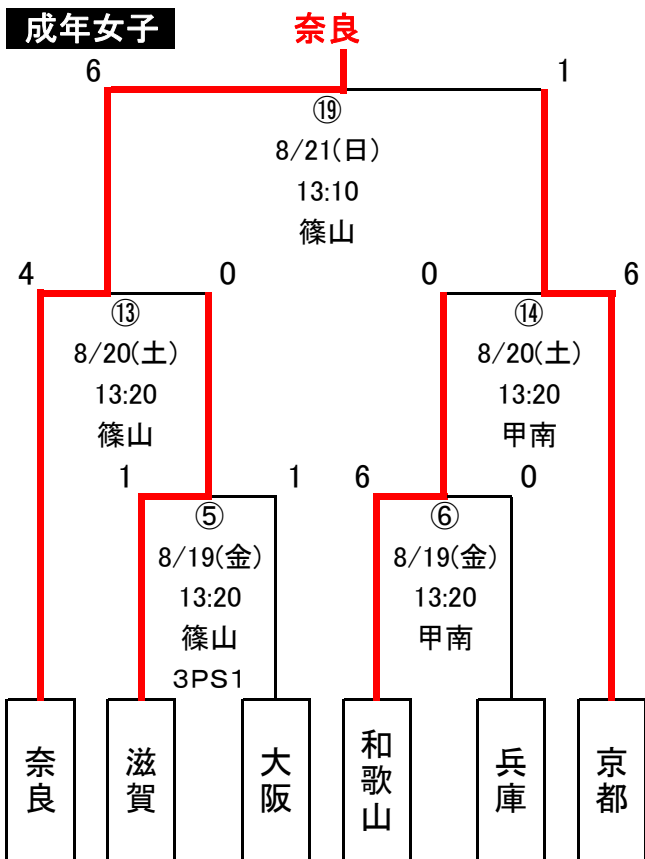 成年女子
奈良
6
1
⑲
8/21(日)
13:10
篠山
4
0
0
6
⑬
8/20(土)
13:20
篠山
⑭
8/20(土)
13:20
甲南
1
1
6
0
⑤
8/19(金)
13:20
篠山
3PS1
⑥
8/19(金)
13:20
甲南
奈良
滋賀
大阪
和歌山
兵庫
京都